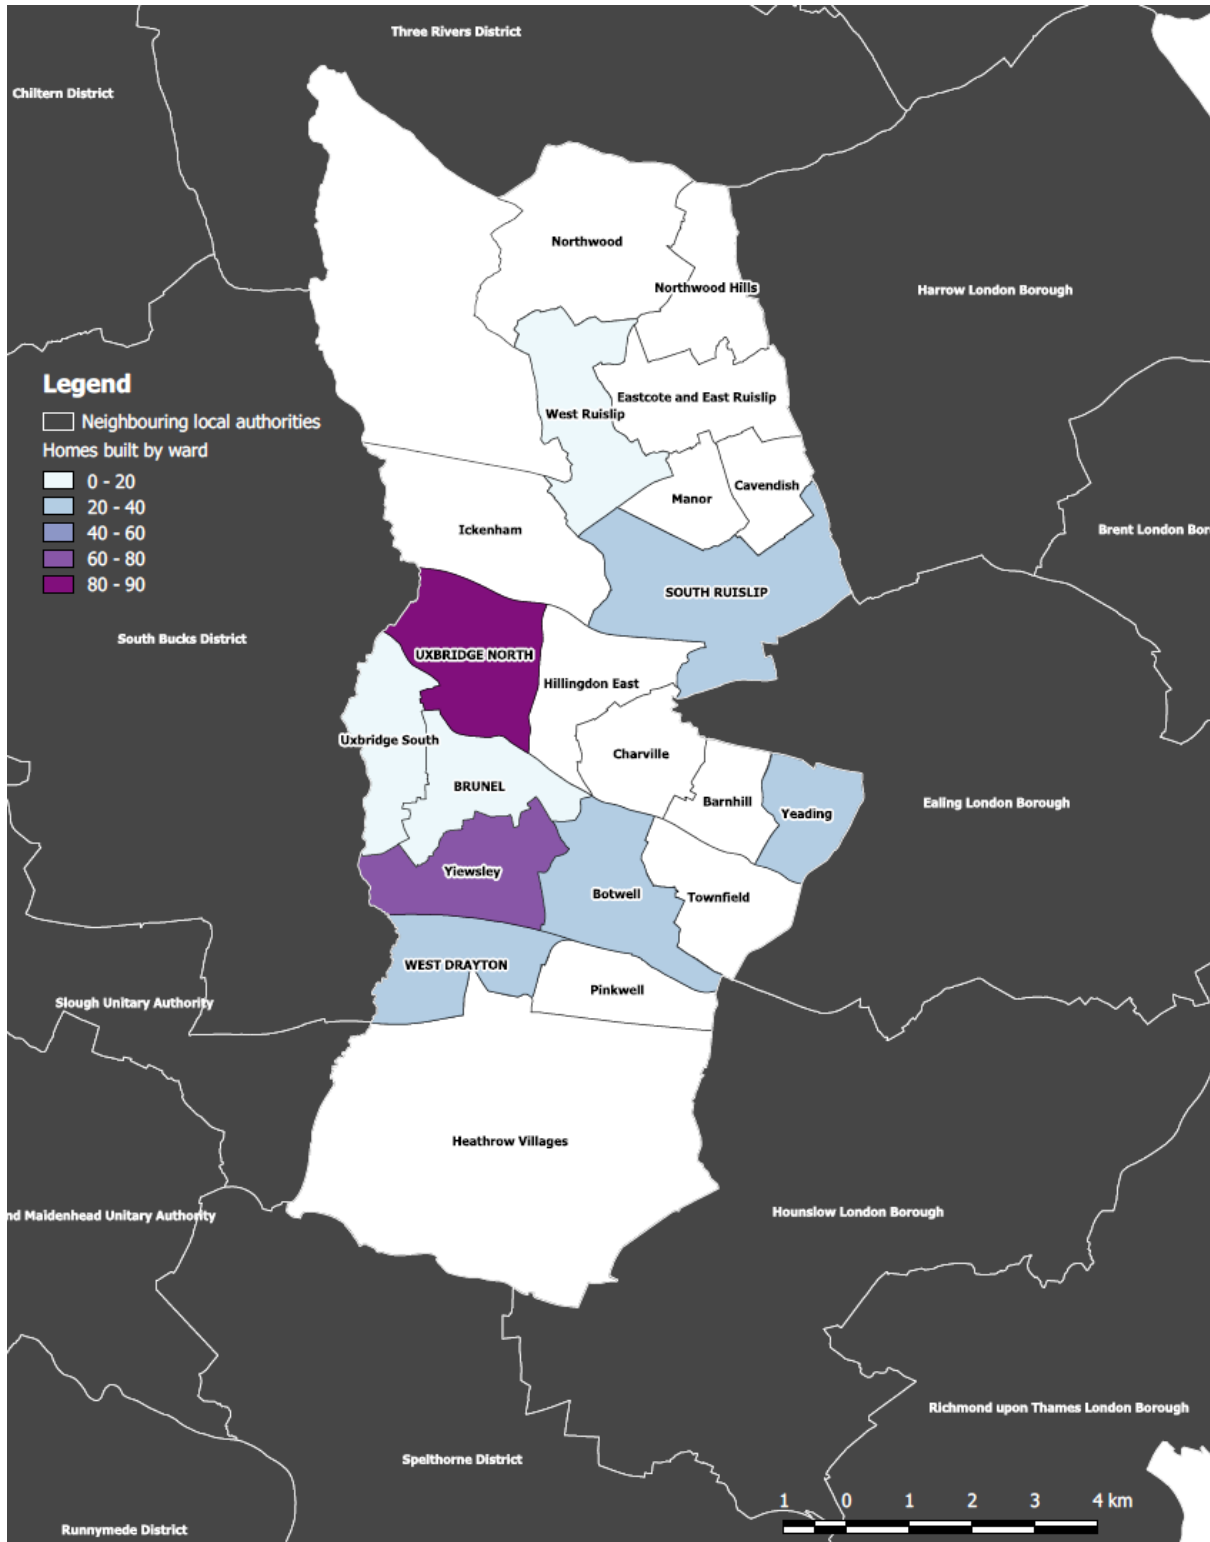 Three Rivers District
Chiltern District
Northwood
Northwood Hills
Harrow London Borough
Legend
Neighbouring local authorities
Homes built by ward
0 - 20
20 - 40
40 - 60
60 - 80
80 - 90
Eastcote and East Ruislip
West Ruislip
Manor
Cavendish
Ickenham
Brent London Bor
SOUTH RUISLIP
South Bucks District
UXBRIDGE NORTH
Hillingdon East
Uxbridge South
Charville
BRUNEL
Barnhill
Yeading
Ealing London Borough
Yiewsley
Botwell
Townfield
WEST DRAYTON
Pinkwell
Slough Unitary Authority
Heathrow Villages
nd Maidenhead Unitary Authority
Hounslow London Borough
Richmond upon Thames London Borough
Spelthorne District
1 0 1 2 3 4 km
Runnymede District